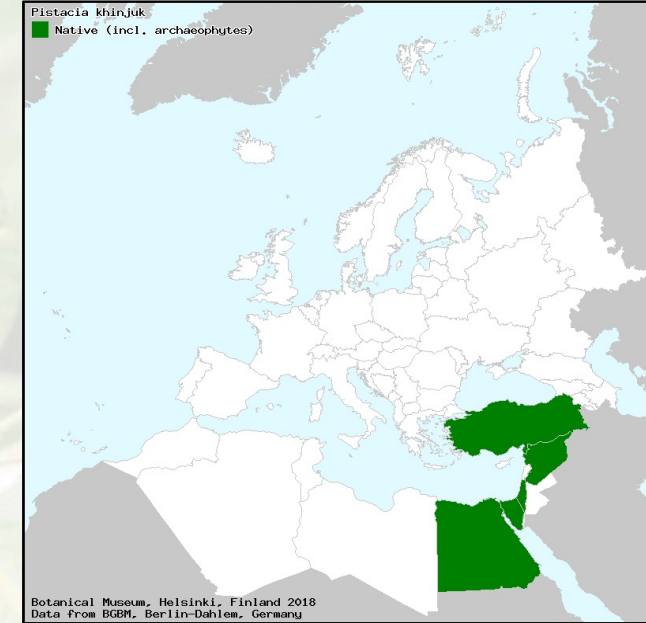 Pistacia khinjuk
Native (incl. archaeophytes)
Botanical Museum, Helsinki, Finland 2018
Data from BGBM, Berlin-Dahlem, Germany